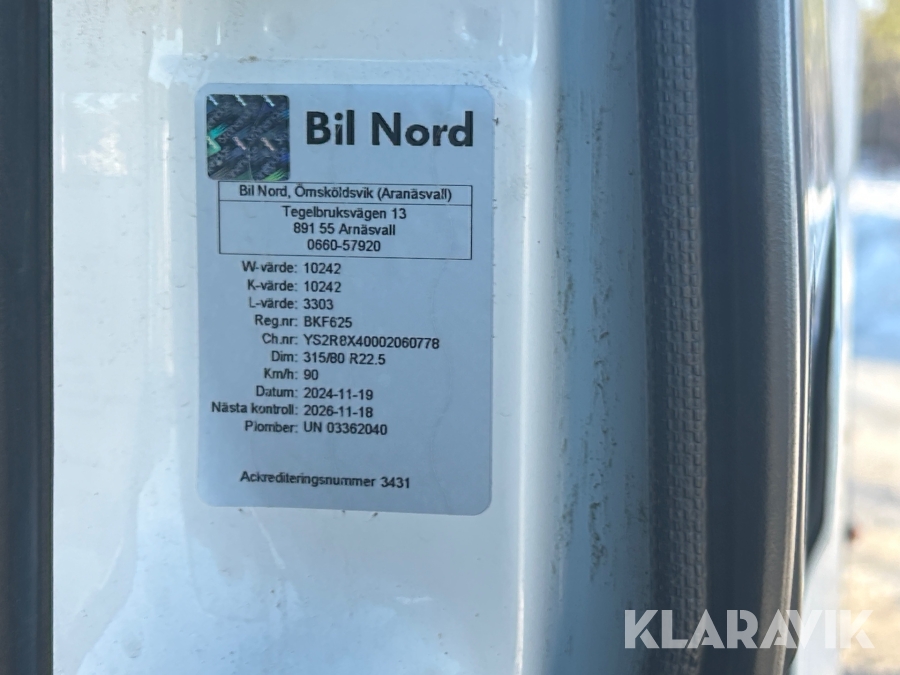 Bil Nord
Bil Nord, Örnsköldsvik (Aranäsvall)
Tegelbruksvägen 13
891 55 Arnäsvall
0660-57920
W-värde: 10242
K-värde: 10242
L-värde: 3303
Reg.nr: BKF625
Ch.nr: YS2R8X40002060778
Dim: 315/80 R22.5
Km/h: 90
Datum: 2024-11-19
Nästa kontroll: 2026-11-18
Plomber: UN 03362040
Ackrediteringsnummer 3431
KLARAVIK